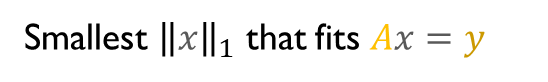 Smallest ‖x‖₁ that fits Ax = y